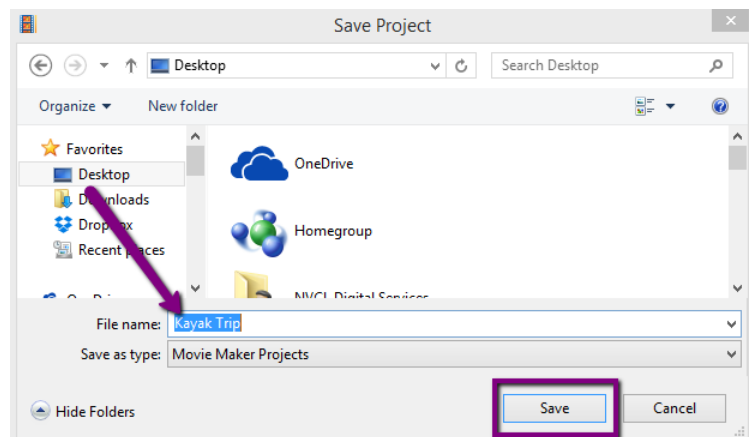 Save Project
Desktop
Search Desktop
Organize
New folder
Favorites
Desktop
Downloads
Dropbox
Recent places
OneDrive
Homegroup
NVCL Digital Services
File name: Kayak Trip
Save as type: Movie Maker Projects
Hide Folders
Save
Cancel